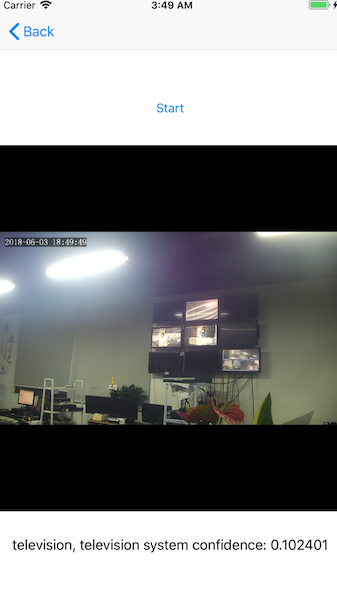 Carrier 3:49 AM
Back
Start
2018-06-03 18:49:49
television, television system confidence: 0.102401